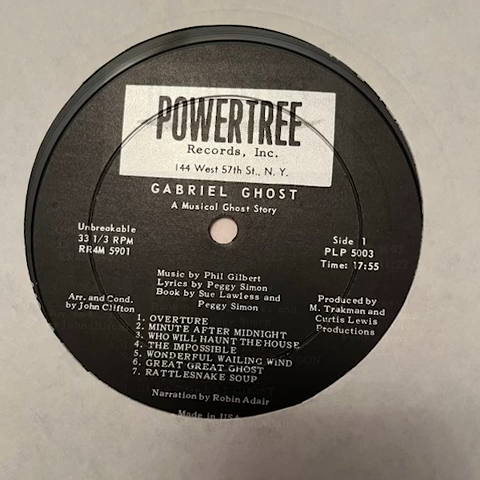 POWERTREE
Records, Inc.
144 West 57th St., N. Y.
GABRIEL GHOST
A Musical Ghost Story
Unbreakable
33 1/3 RPM
RR4M 5901
Side 1
PLP 5003
Time: 17:55
Music by Phil Gilbert
Lyrics by Peggy Simon
Book by Sue Lawless and
Peggy Simon
Arr. and Cond.
by John Clifton
Produced by
M. Trakman and
Curtis Lewis
Productions
1. OVERTURE
2. MINUTE AFTER MIDNIGHT
3. WHO WILL HAUNT THE HOUSE
4. THE IMPOSSIBLE
5. WONDERFUL WAILING WIND
6. GREAT GREAT GHOST
7. RATTLESNAKE SOUP
Narration by Robin Adair
Made in USA